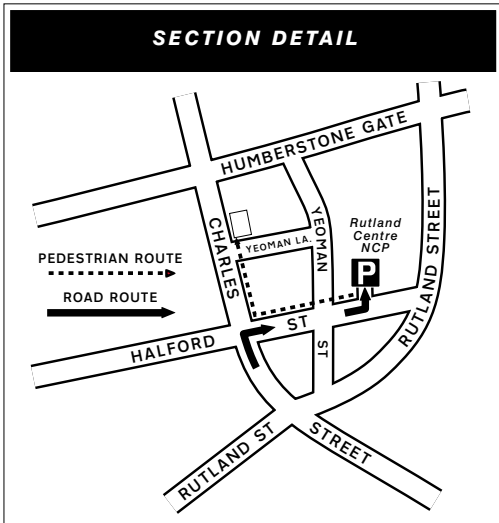 SECTION DETAIL
HUMBERSTONE GATE
CHARLES
STREET
YEOMAN
ST
YEOMAN LA.
Rutland
Centre
NCP
P
RUTLAND STREET
PEDESTRIAN ROUTE
ROAD ROUTE
HALFORD
ST
RUTLAND ST